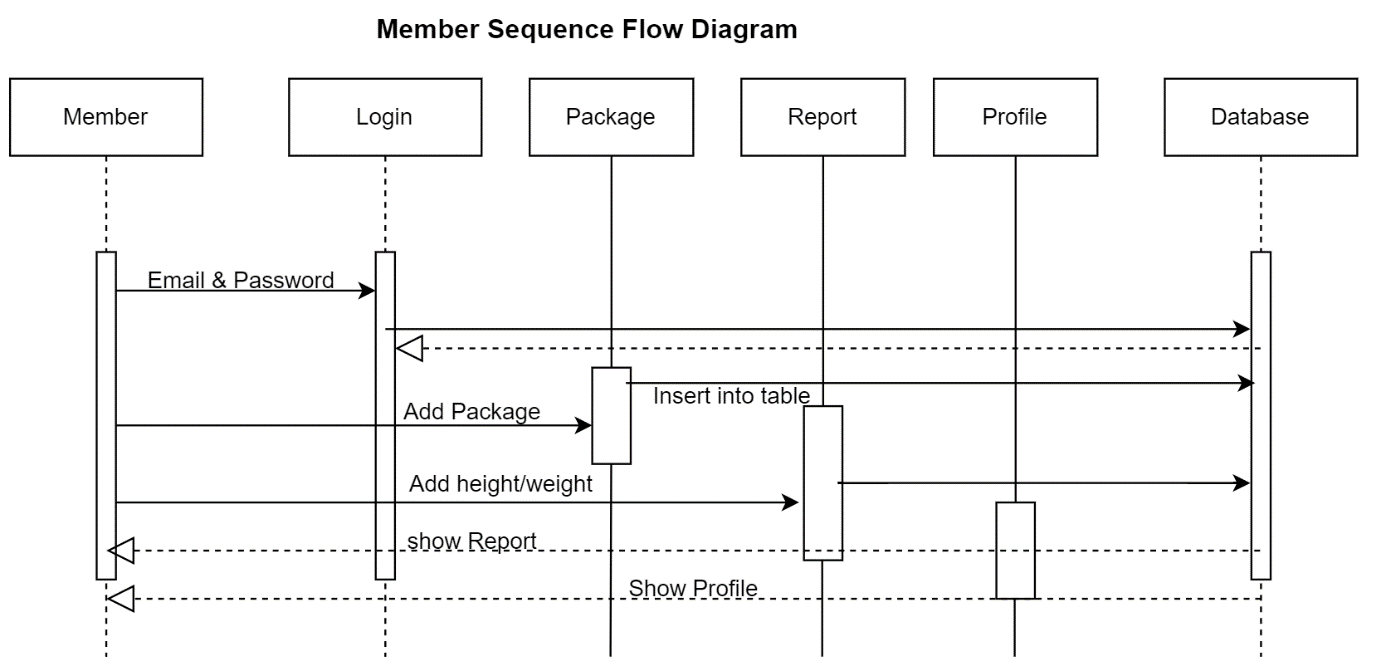 Member Sequence Flow Diagram
Member
Login
Package
Report
Profile
Database
Email & Password
Insert into table
Add Package
Add height/weight
show Report
Show Profile